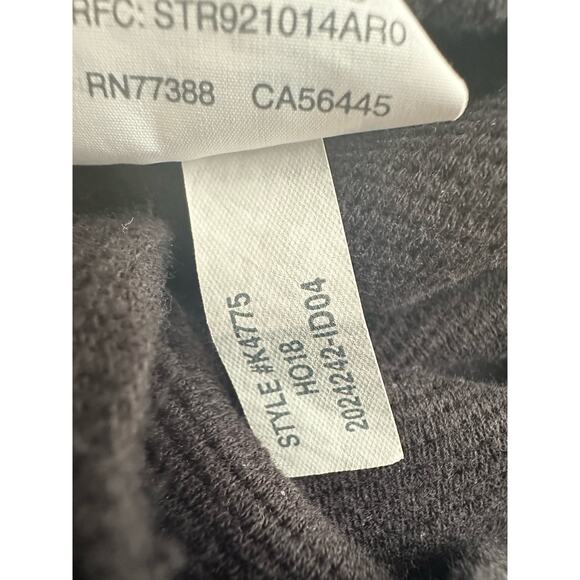 RFC: STR921014AR0
RN77388 CA56445
STYLE #K4775
HO18
2024242-ID04